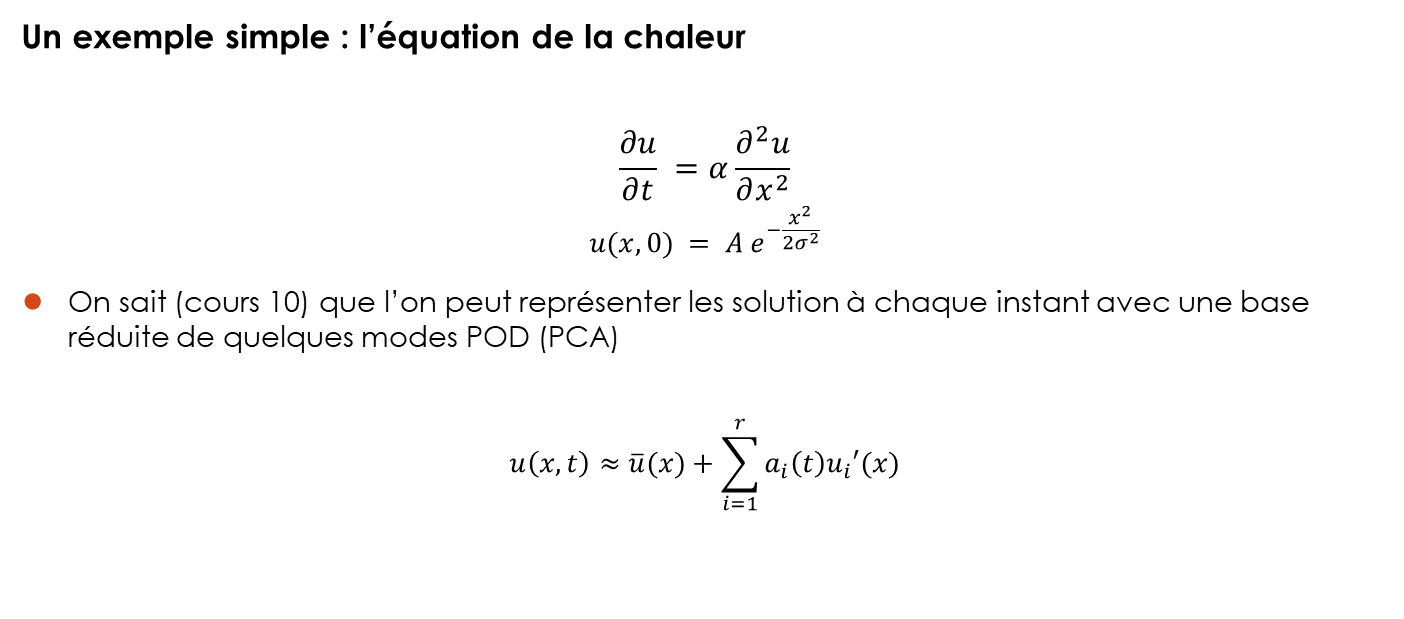 Un exemple simple : l'équation de la chaleur
∂u/∂t = α ∂²u/∂x²
u(x, 0) = A e^(−x²/2σ²)
On sait (cours 10) que l'on peut représenter les solution à chaque instant avec une base
réduite de quelques modes POD (PCA)
u(x, t) ≈ ū(x) + ∑_{i=1}^{r} a_i(t)u_i′(x)